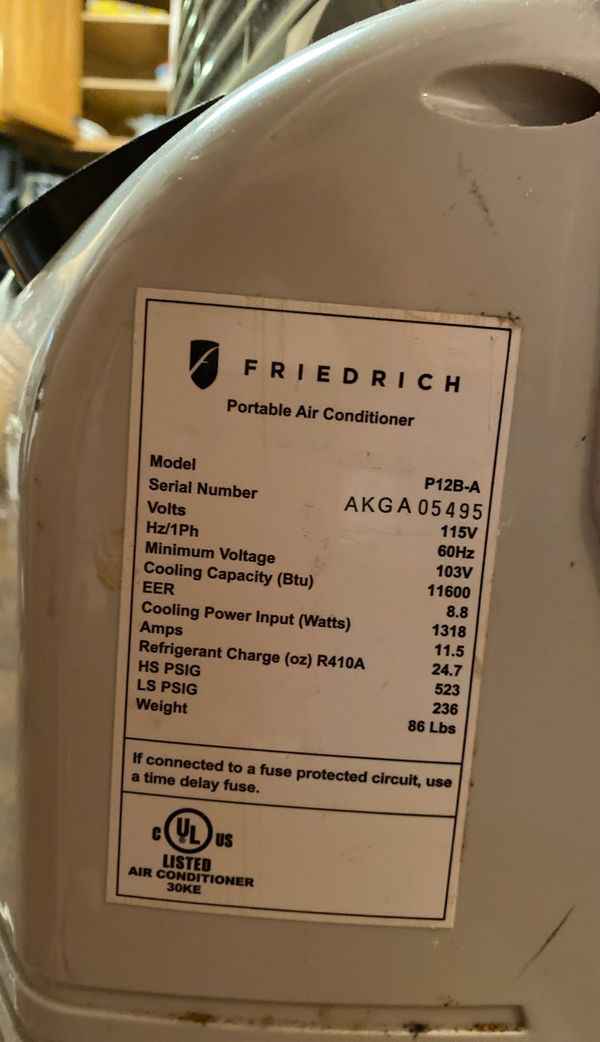 FRIEDRICH
Portable Air Conditioner
Model P12B-A
Serial Number AKGA05495
Volts 115V
Hz/1Ph 60Hz
Minimum Voltage 103V
Cooling Capacity (Btu) 11600
EER 8.8
Cooling Power Input (Watts) 1318
Amps 11.5
Refrigerant Charge (oz) R410A 24.7
HS PSIG 523
LS PSIG 236
Weight 86 Lbs
If connected to a fuse protected circuit, use
a time delay fuse.
C UL US
LISTED
AIR CONDITIONER
30KE